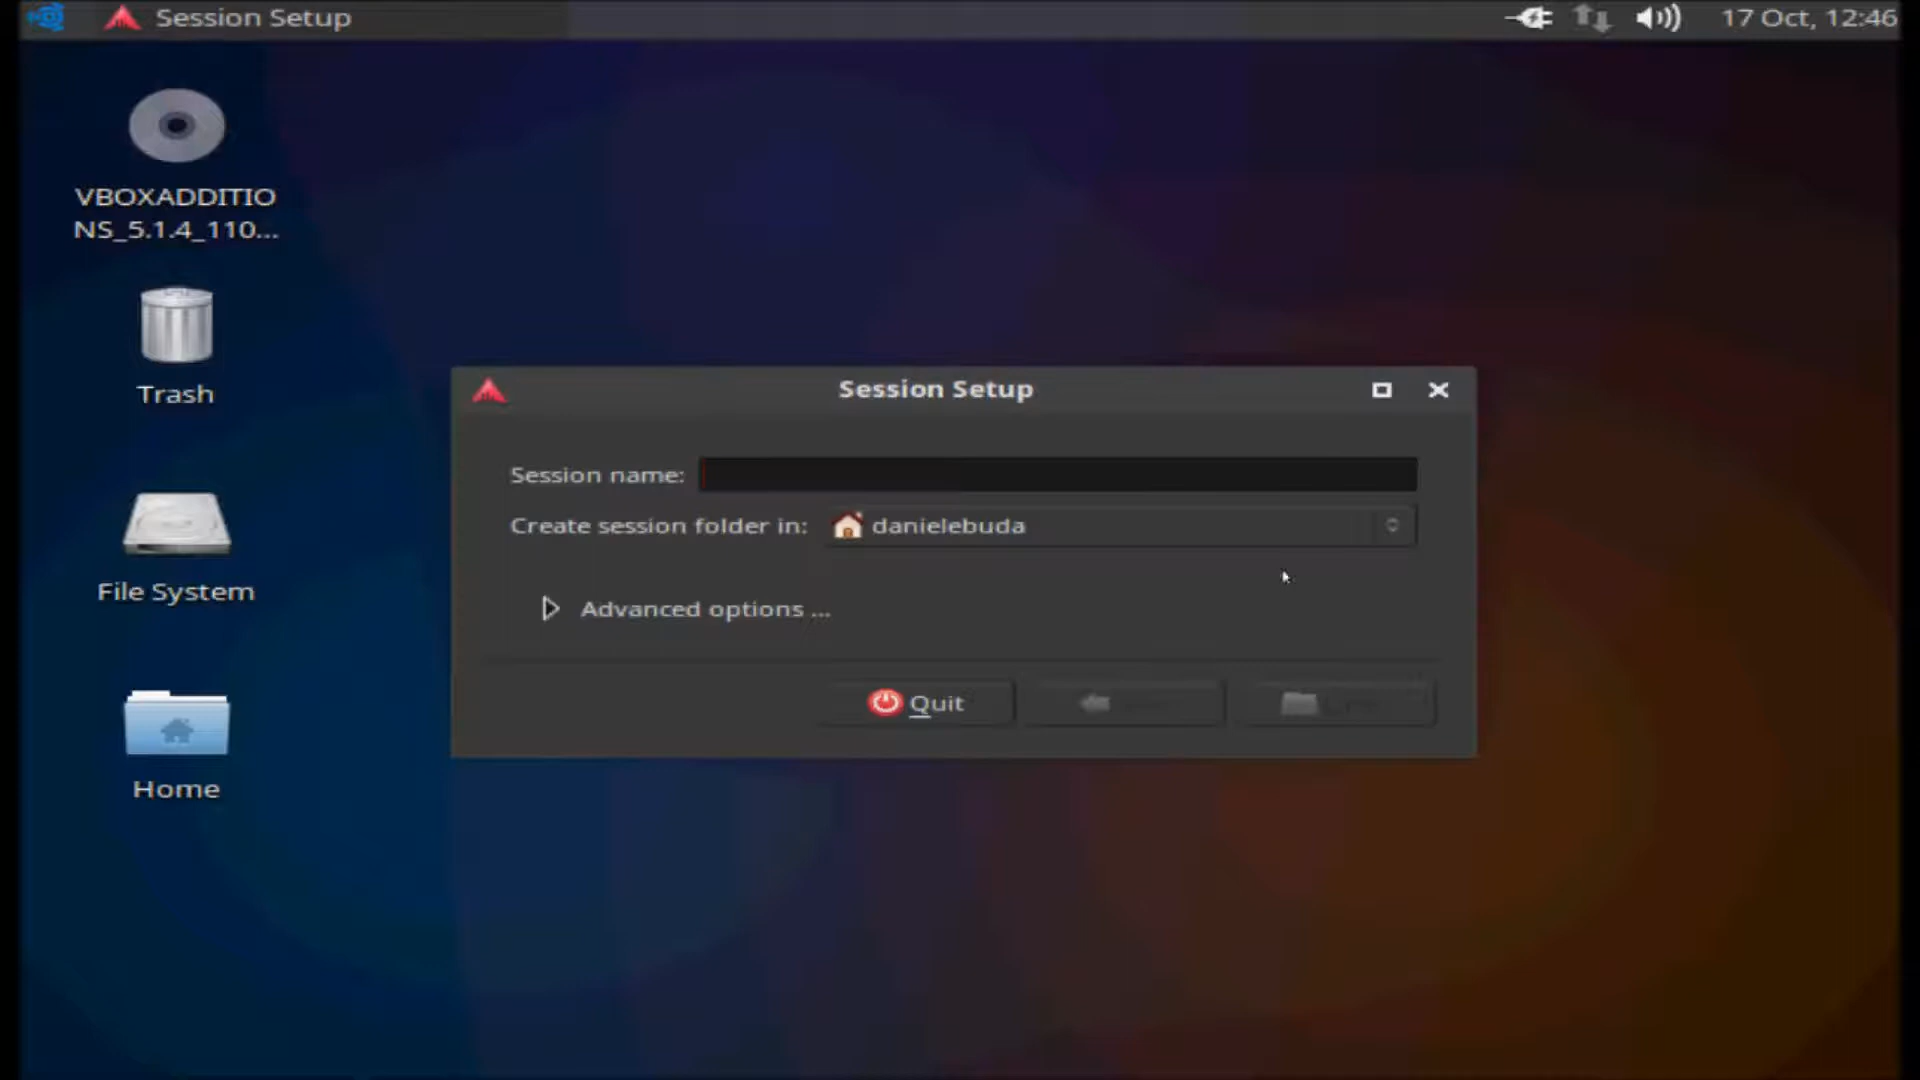 Session Setup
17 Oct, 12:46
VBOXADDITIO
NS_5.1.4_110...
Trash
File System
Home
Session Setup
Session name:
Create session folder in: danielebuda
Advanced options ...
Quit